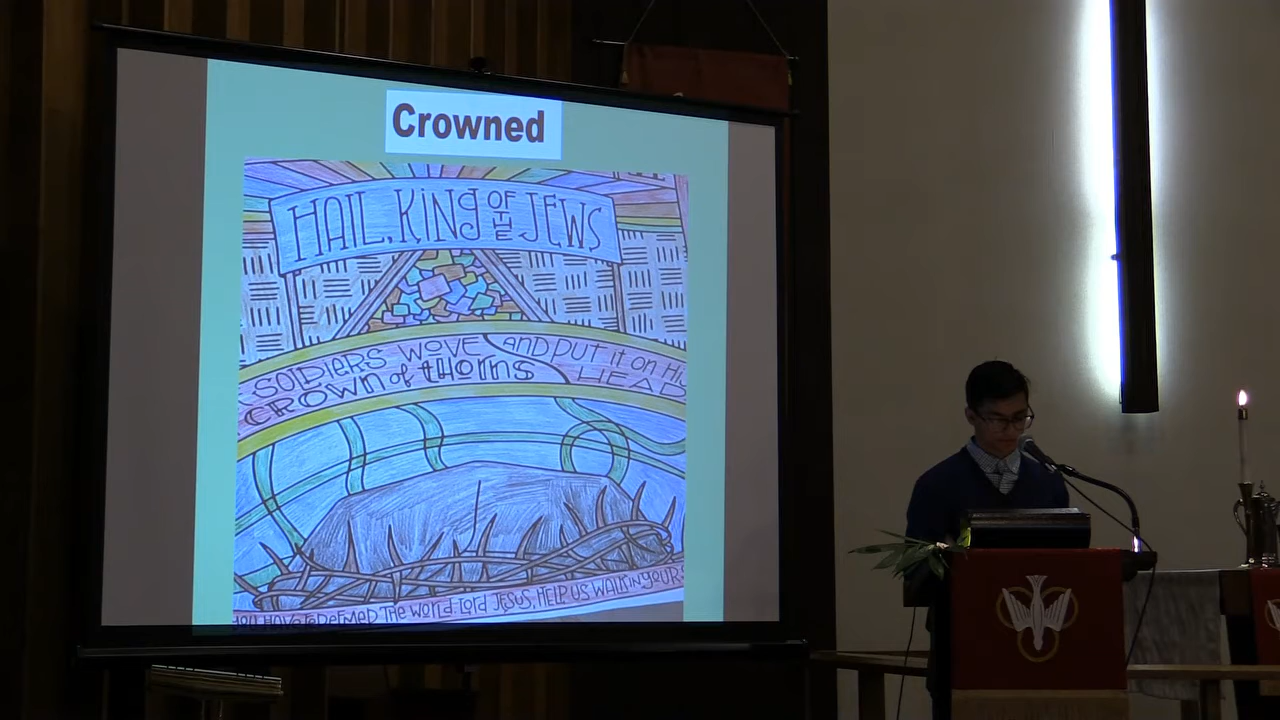 Crowned
HAIL, KING OF THE JEWS
SOLDIERS WOVE AND PUT it on His
CROWN of tHORNS HEAD
you HAVE redeemed THE world. Lord JESUS, HELP US WALK IN yOUR